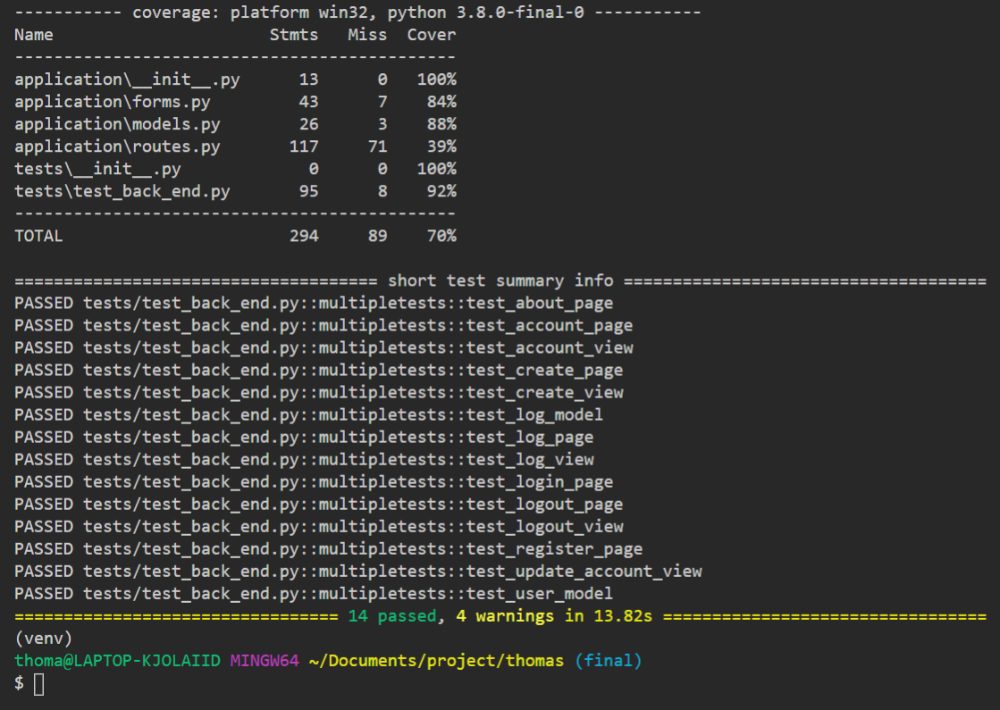 ----------- coverage: platform win32, python 3.8.0-final-0 -----------
Name                      Stmts   Miss  Cover
---------------------------------------------
application\__init__.py      13      0   100%
application\forms.py         43      7    84%
application\models.py        26      3    88%
application\routes.py       117     71    39%
tests\__init__.py             0      0   100%
tests\test_back_end.py       95      8    92%
---------------------------------------------
TOTAL                       294     89    70%
===================================== short test summary info =====================================
PASSED tests/test_back_end.py::multipletests::test_about_page
PASSED tests/test_back_end.py::multipletests::test_account_page
PASSED tests/test_back_end.py::multipletests::test_account_view
PASSED tests/test_back_end.py::multipletests::test_create_page
PASSED tests/test_back_end.py::multipletests::test_create_view
PASSED tests/test_back_end.py::multipletests::test_log_model
PASSED tests/test_back_end.py::multipletests::test_log_page
PASSED tests/test_back_end.py::multipletests::test_log_view
PASSED tests/test_back_end.py::multipletests::test_login_page
PASSED tests/test_back_end.py::multipletests::test_logout_page
PASSED tests/test_back_end.py::multipletests::test_logout_view
PASSED tests/test_back_end.py::multipletests::test_register_page
PASSED tests/test_back_end.py::multipletests::test_update_account_view
PASSED tests/test_back_end.py::multipletests::test_user_model
================================= 14 passed, 4 warnings in 13.82s =================================
(venv)
thoma@LAPTOP-KJOLAIID MINGW64 ~/Documents/project/thomas (final)
$